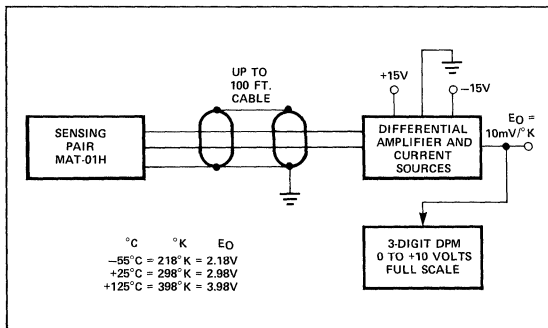 UP TO
100 FT.
CABLE
+15V
−15V
SENSING
PAIR
MAT-01H
DIFFERENTIAL
AMPLIFIER AND
CURRENT
SOURCES
EO =
10mV/°K
3-DIGIT DPM
0 TO +10 VOLTS
FULL SCALE
°C °K EO
−55°C = 218°K = 2.18V
+25°C = 298°K = 2.98V
+125°C = 398°K = 3.98V